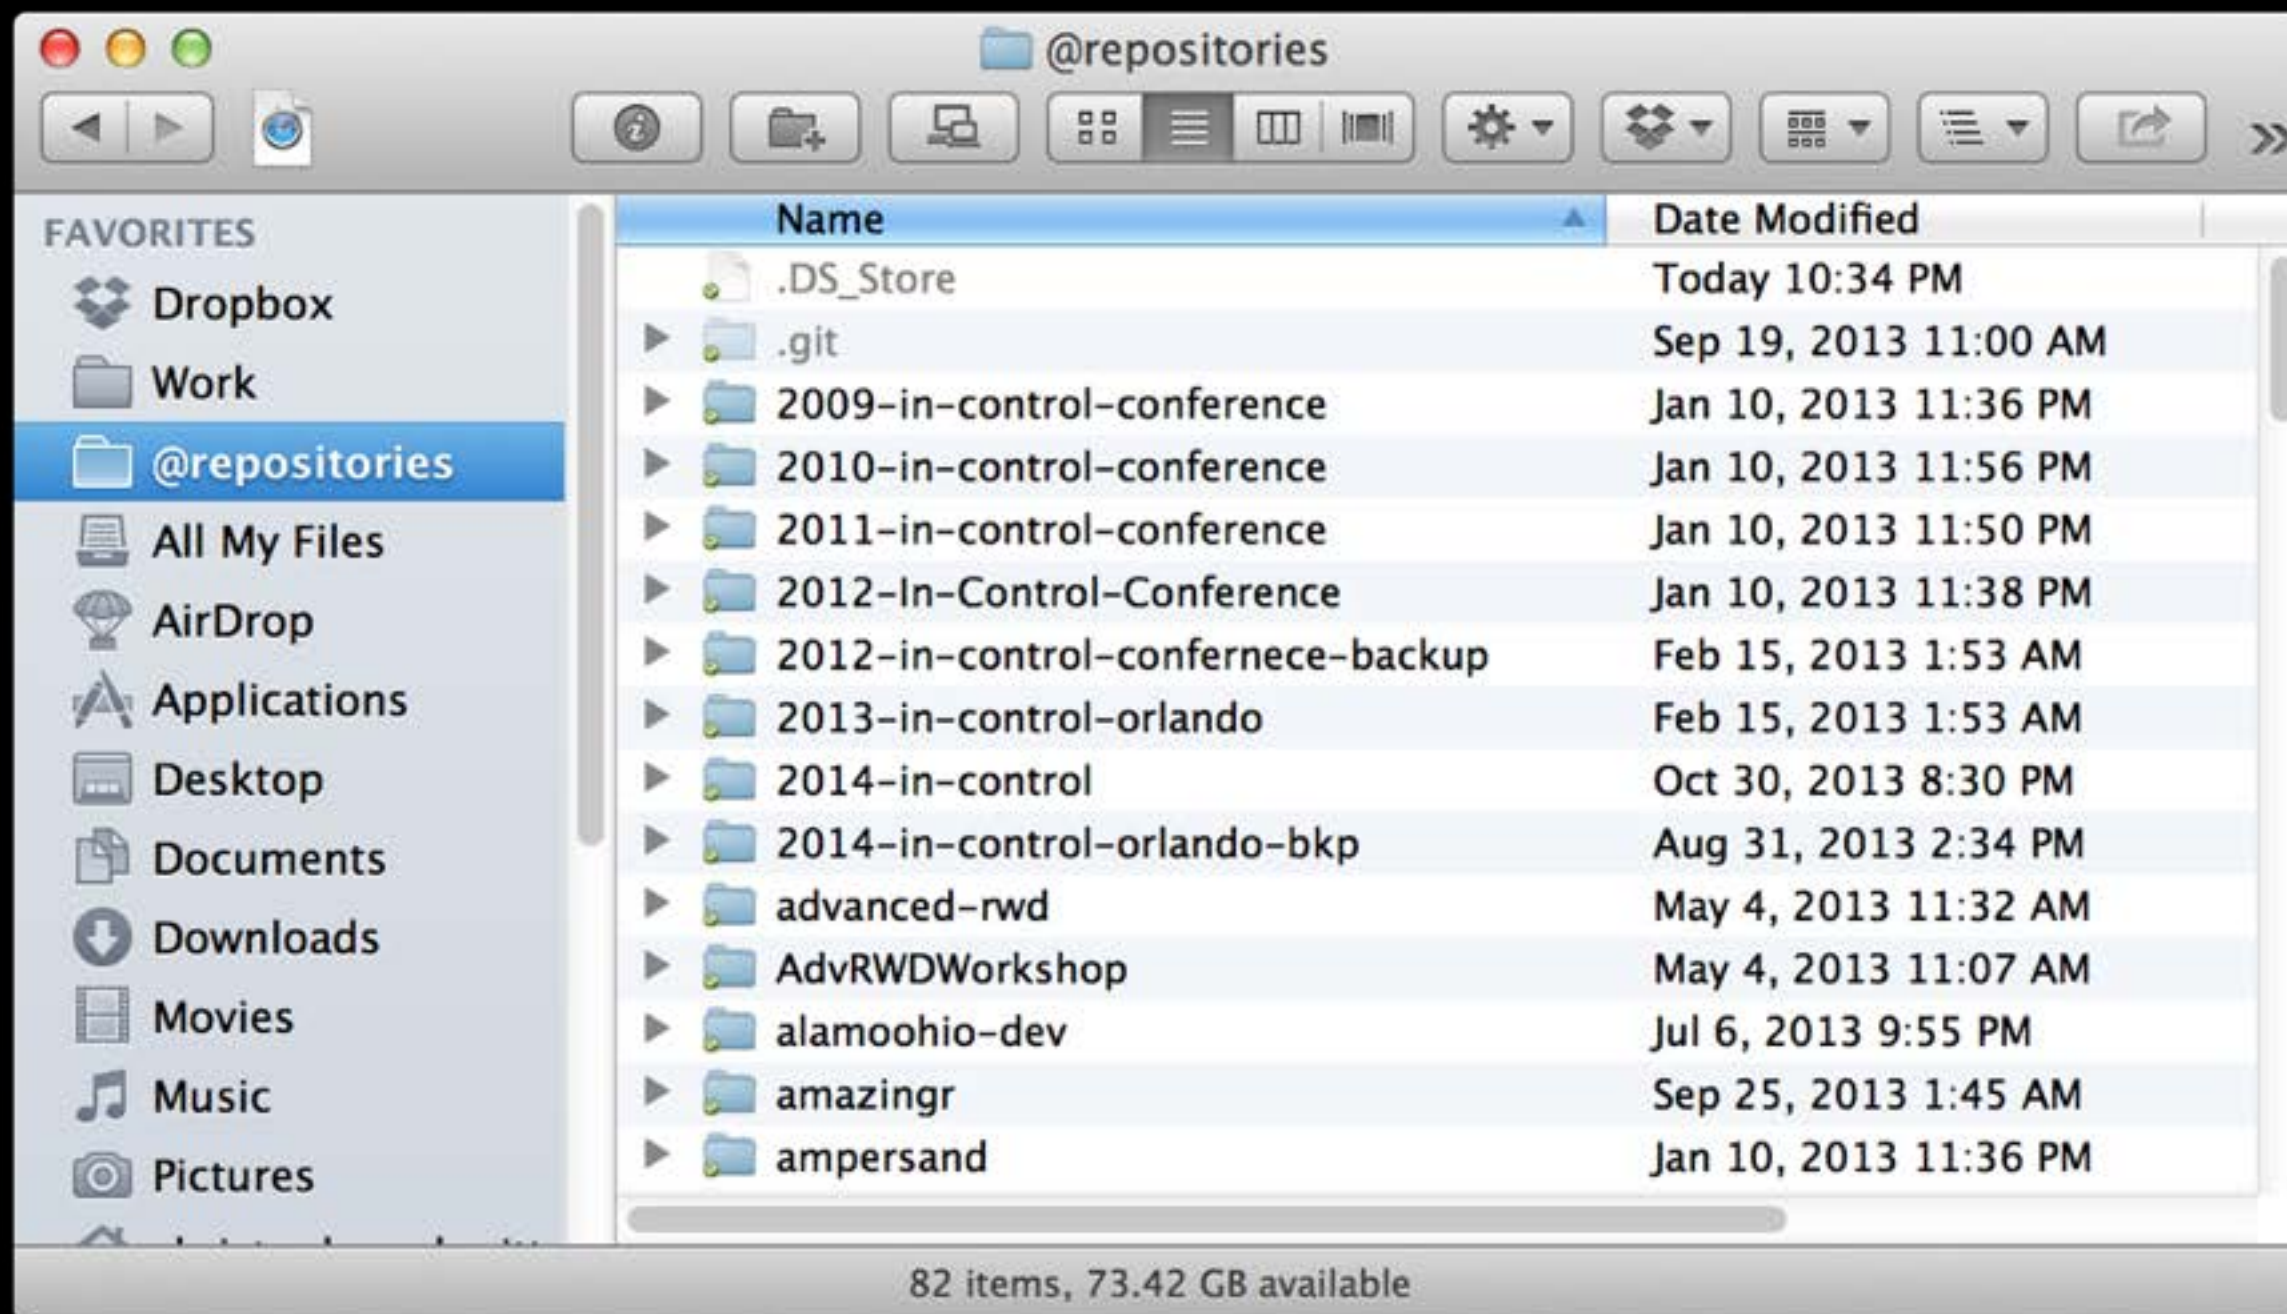 @repositories
FAVORITES
Dropbox
Work
@repositories
All My Files
AirDrop
Applications
Desktop
Documents
Downloads
Movies
Music
Pictures
Name Date Modified
.DS_Store Today 10:34 PM
.git Sep 19, 2013 11:00 AM
2009-in-control-conference Jan 10, 2013 11:36 PM
2010-in-control-conference Jan 10, 2013 11:56 PM
2011-in-control-conference Jan 10, 2013 11:50 PM
2012-In-Control-Conference Jan 10, 2013 11:38 PM
2012-in-control-confernece-backup Feb 15, 2013 1:53 AM
2013-in-control-orlando Feb 15, 2013 1:53 AM
2014-in-control Oct 30, 2013 8:30 PM
2014-in-control-orlando-bkp Aug 31, 2013 2:34 PM
advanced-rwd May 4, 2013 11:32 AM
AdvRWDWorkshop May 4, 2013 11:07 AM
alamoohio-dev Jul 6, 2013 9:55 PM
amazingr Sep 25, 2013 1:45 AM
ampersand Jan 10, 2013 11:36 PM
82 items, 73.42 GB available